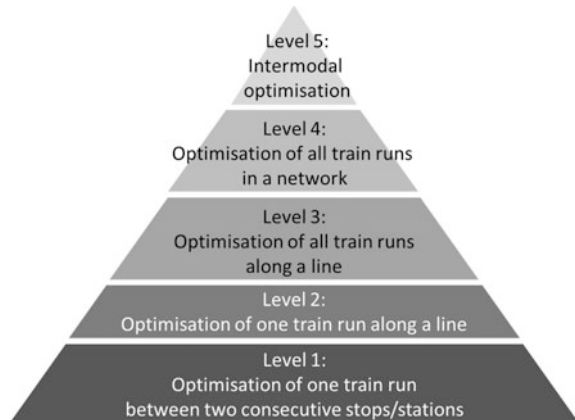 Level 5:
Intermodal
optimisation
Level 4:
Optimisation of all train runs
in a network
Level 3:
Optimisation of all train runs
along a line
Level 2:
Optimisation of one train run along a line
Level 1:
Optimisation of one train run
between two consecutive stops/stations